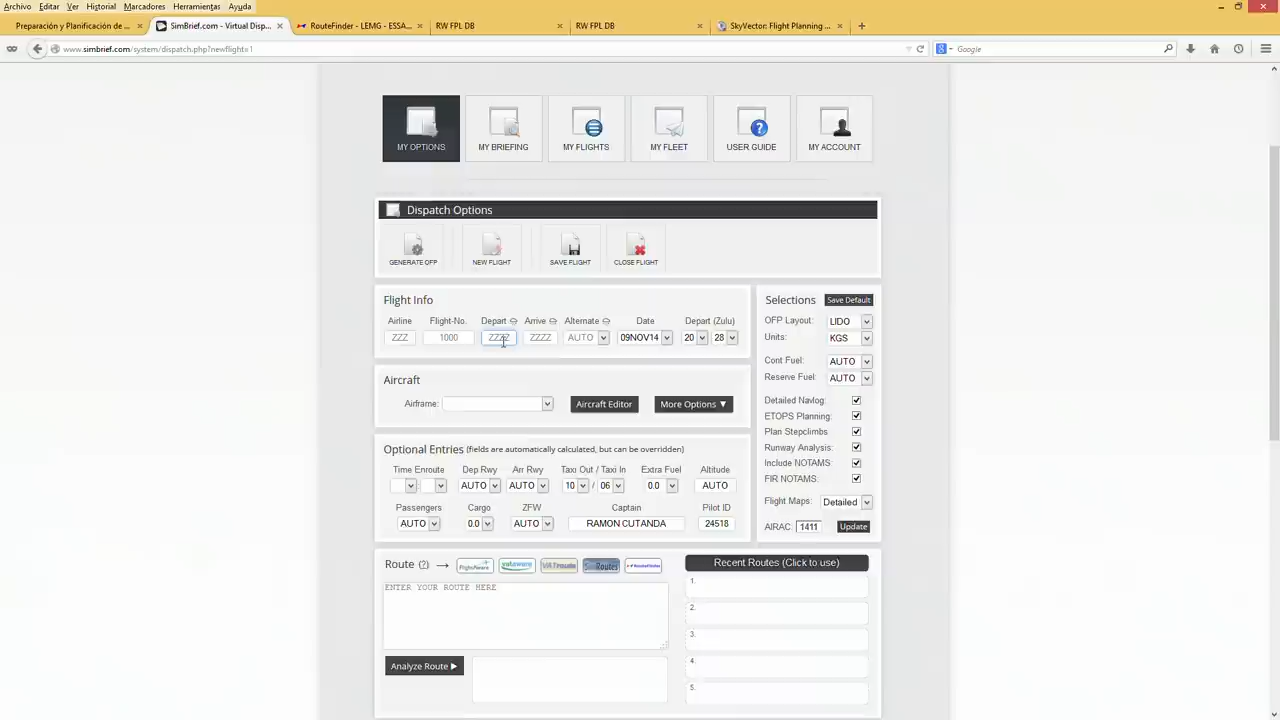 Archivo Editar Ver Historial Marcadores Herramientas Ayuda
Preparación y Planificación de ... × SimBrief.com - Virtual Disp... × RouteFinder - LEMG - ESSA... × RW FPL DB × RW FPL DB × SkyVector: Flight Planning ... × +
www.simbrief.com/system/dispatch.php?newflight=1
Google
MY OPTIONS MY BRIEFING MY FLIGHTS MY FLEET USER GUIDE MY ACCOUNT
Dispatch Options
GENERATE OFP NEW FLIGHT SAVE FLIGHT CLOSE FLIGHT
Flight Info
Airline Flight-No. Depart Arrive Alternate Date Depart (Zulu)
ZZZ 1000 ZZZZ ZZZZ AUTO 09NOV14 20 28
Aircraft
Airframe: Aircraft Editor More Options ▼
Optional Entries (fields are automatically calculated, but can be overridden)
Time Enroute Dep Rwy Arr Rwy Taxi Out / Taxi In Extra Fuel Altitude
AUTO AUTO 10 / 06 0.0 AUTO
Passengers Cargo ZFW Captain Pilot ID
AUTO 0.0 AUTO RAMON CUTANDA 24518
Selections Save Default
OFP Layout: LIDO
Units: KGS
Cont Fuel: AUTO
Reserve Fuel: AUTO
Detailed Navlog:
ETOPS Planning:
Plan Stepclimbs:
Runway Analysis:
Include NOTAMS:
FIR NOTAMS:
Flight Maps: Detailed
AIRAC: 1411 Update
Route (?) →
ENTER YOUR ROUTE HERE
Analyze Route ►
Recent Routes (Click to use)
1.
2.
3.
4.
5.